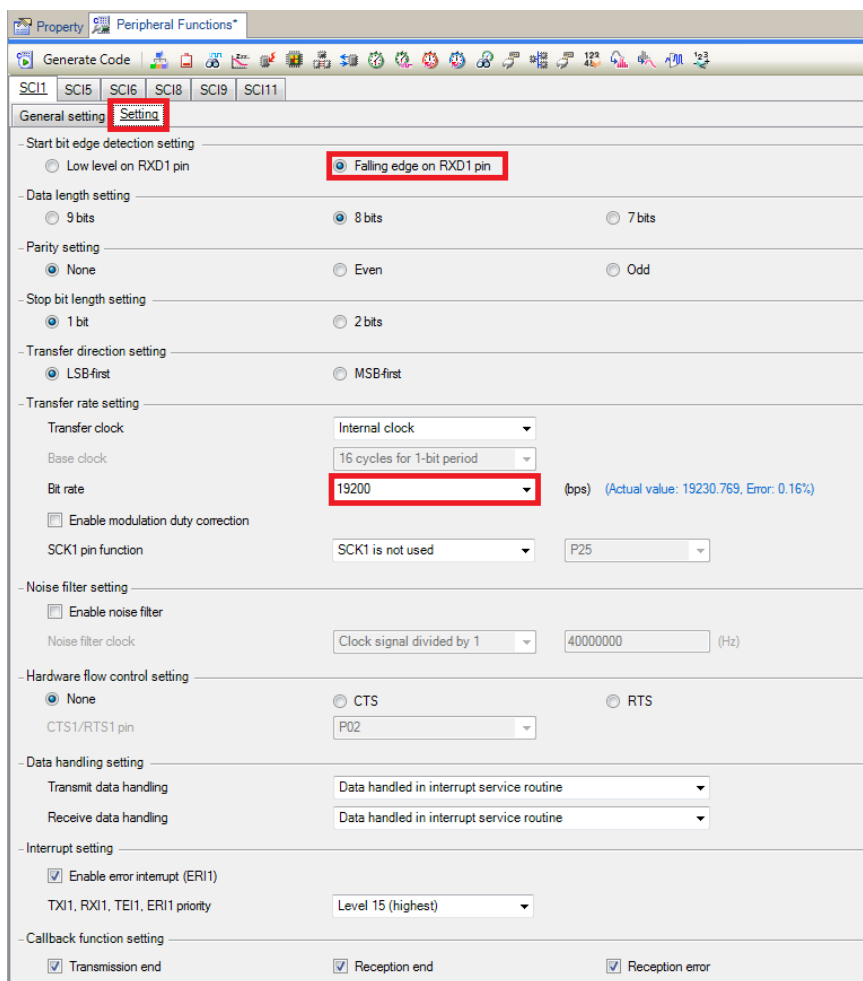 Property Peripheral Functions*
Generate Code
SCI1 SCI5 SCI6 SCI8 SCI9 SCI11
General setting Setting
Start bit edge detection setting
Low level on RXD1 pin Falling edge on RXD1 pin
Data length setting
9 bits 8 bits 7 bits
Parity setting
None Even Odd
Stop bit length setting
1 bit 2 bits
Transfer direction setting
LSB-first MSB-first
Transfer rate setting
Transfer clock Internal clock
Base clock 16 cycles for 1-bit period
Bit rate 19200 (bps) (Actual value: 19230.769, Error: 0.16%)
Enable modulation duty correction
SCK1 pin function SCK1 is not used P25
Noise filter setting
Enable noise filter
Noise filter clock Clock signal divided by 1 40000000 (Hz)
Hardware flow control setting
None CTS RTS
CTS1/RTS1 pin P02
Data handling setting
Transmit data handling Data handled in interrupt service routine
Receive data handling Data handled in interrupt service routine
Interrupt setting
Enable error interrupt (ERI1)
TXI1, RXI1, TEI1, ERI1 priority Level 15 (highest)
Callback function setting
Transmission end Reception end Reception error